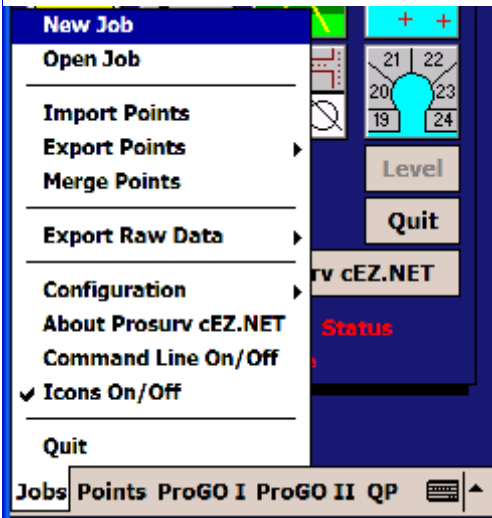 New Job
Open Job
Import Points
Export Points
Merge Points
Export Raw Data
Configuration
About Prosurv cEZ.NET
Command Line On/Off
Icons On/Off
Quit
21 22
20 23
19 24
Level
Quit
rv cEZ.NET
Status
Jobs Points ProGO I ProGO II QP